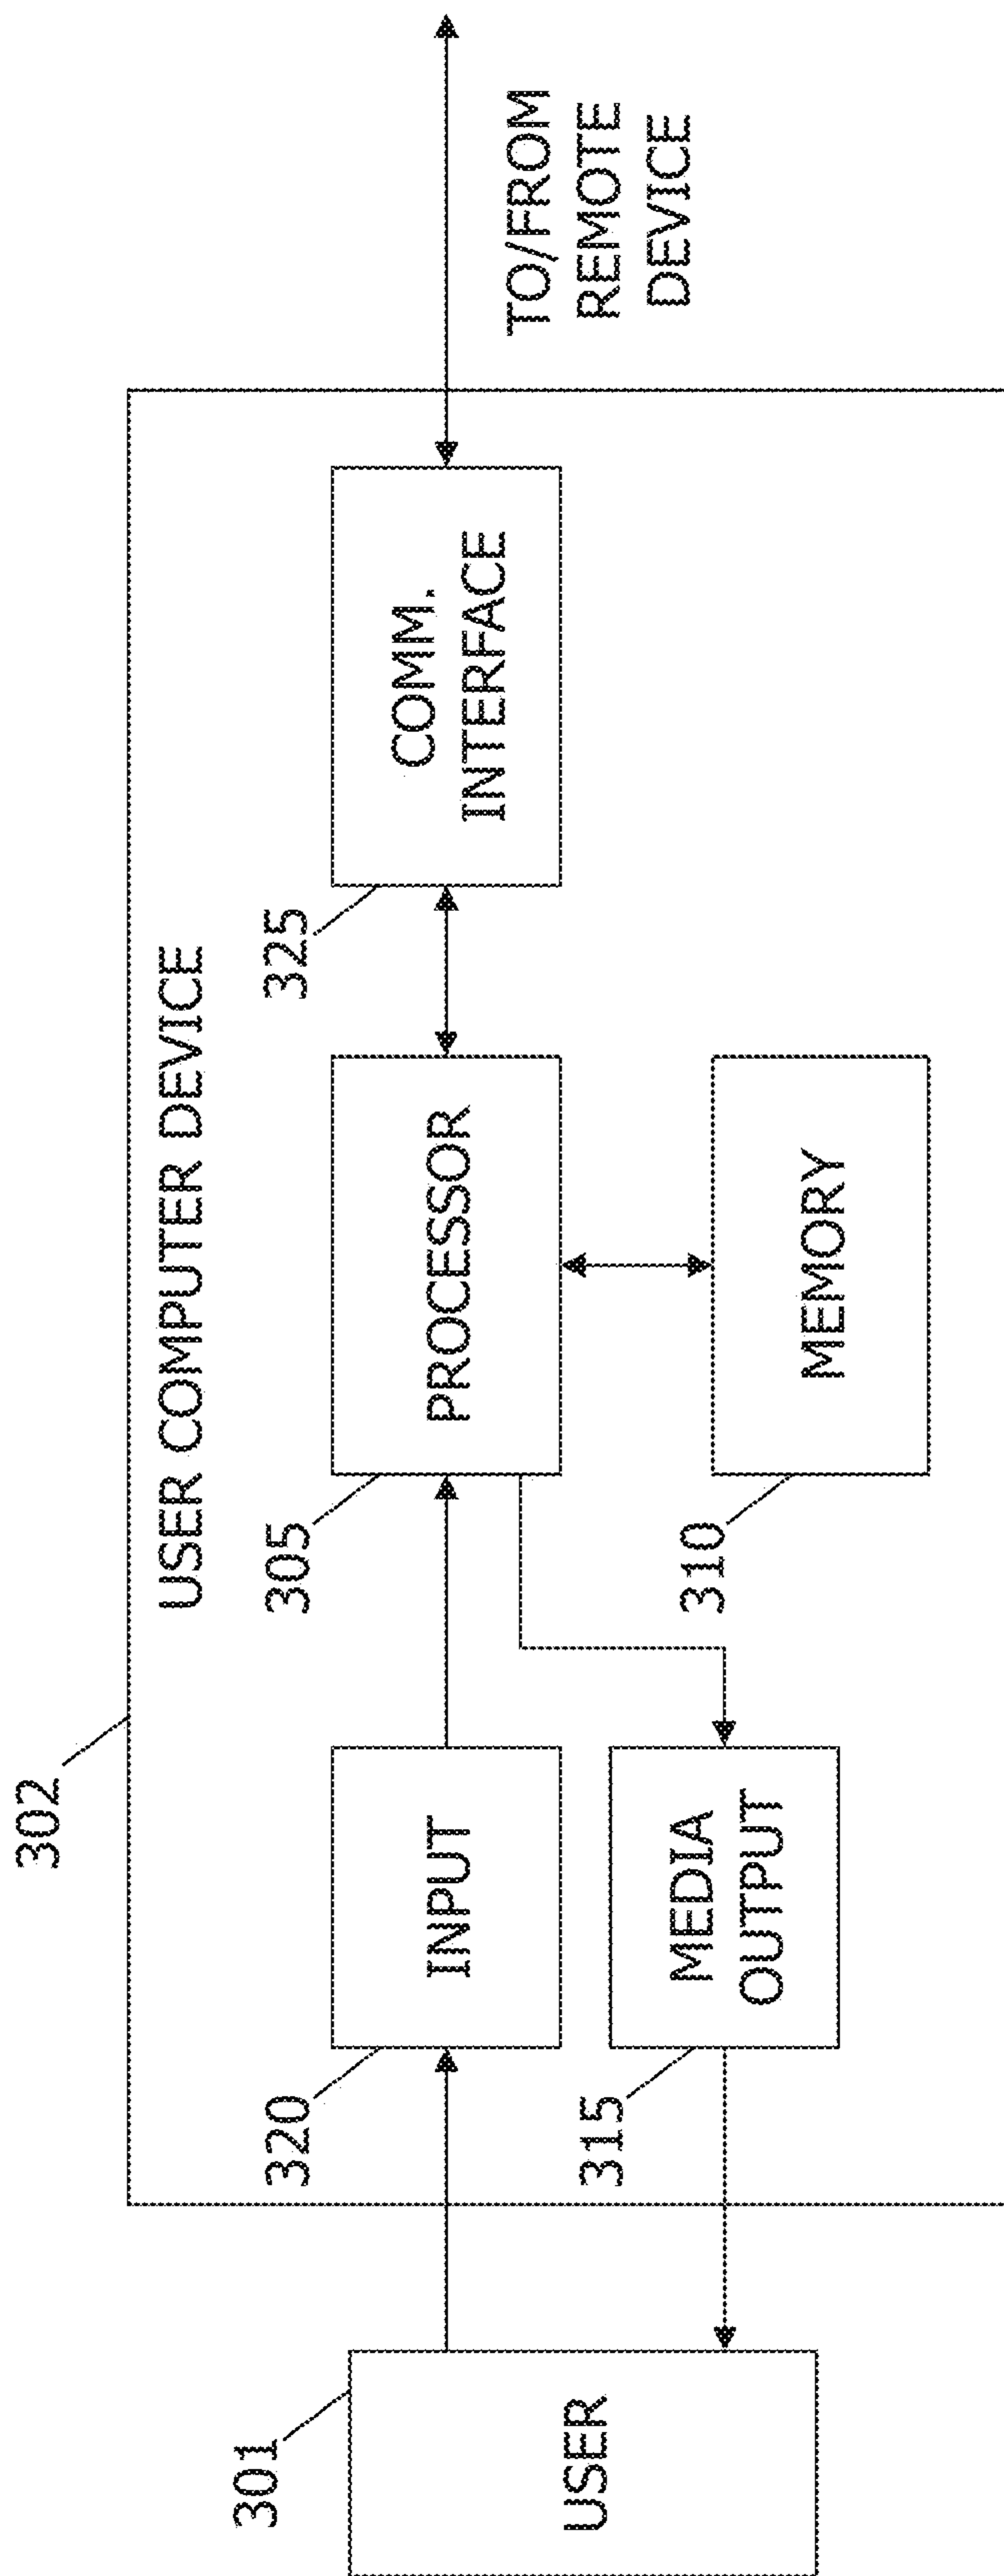 302
USER COMPUTER DEVICE
301
USER
320
INPUT
305
PROCESSOR
325
COMM.
INTERFACE
TO/FROM
REMOTE
DEVICE
315
MEDIA
OUTPUT
310
MEMORY